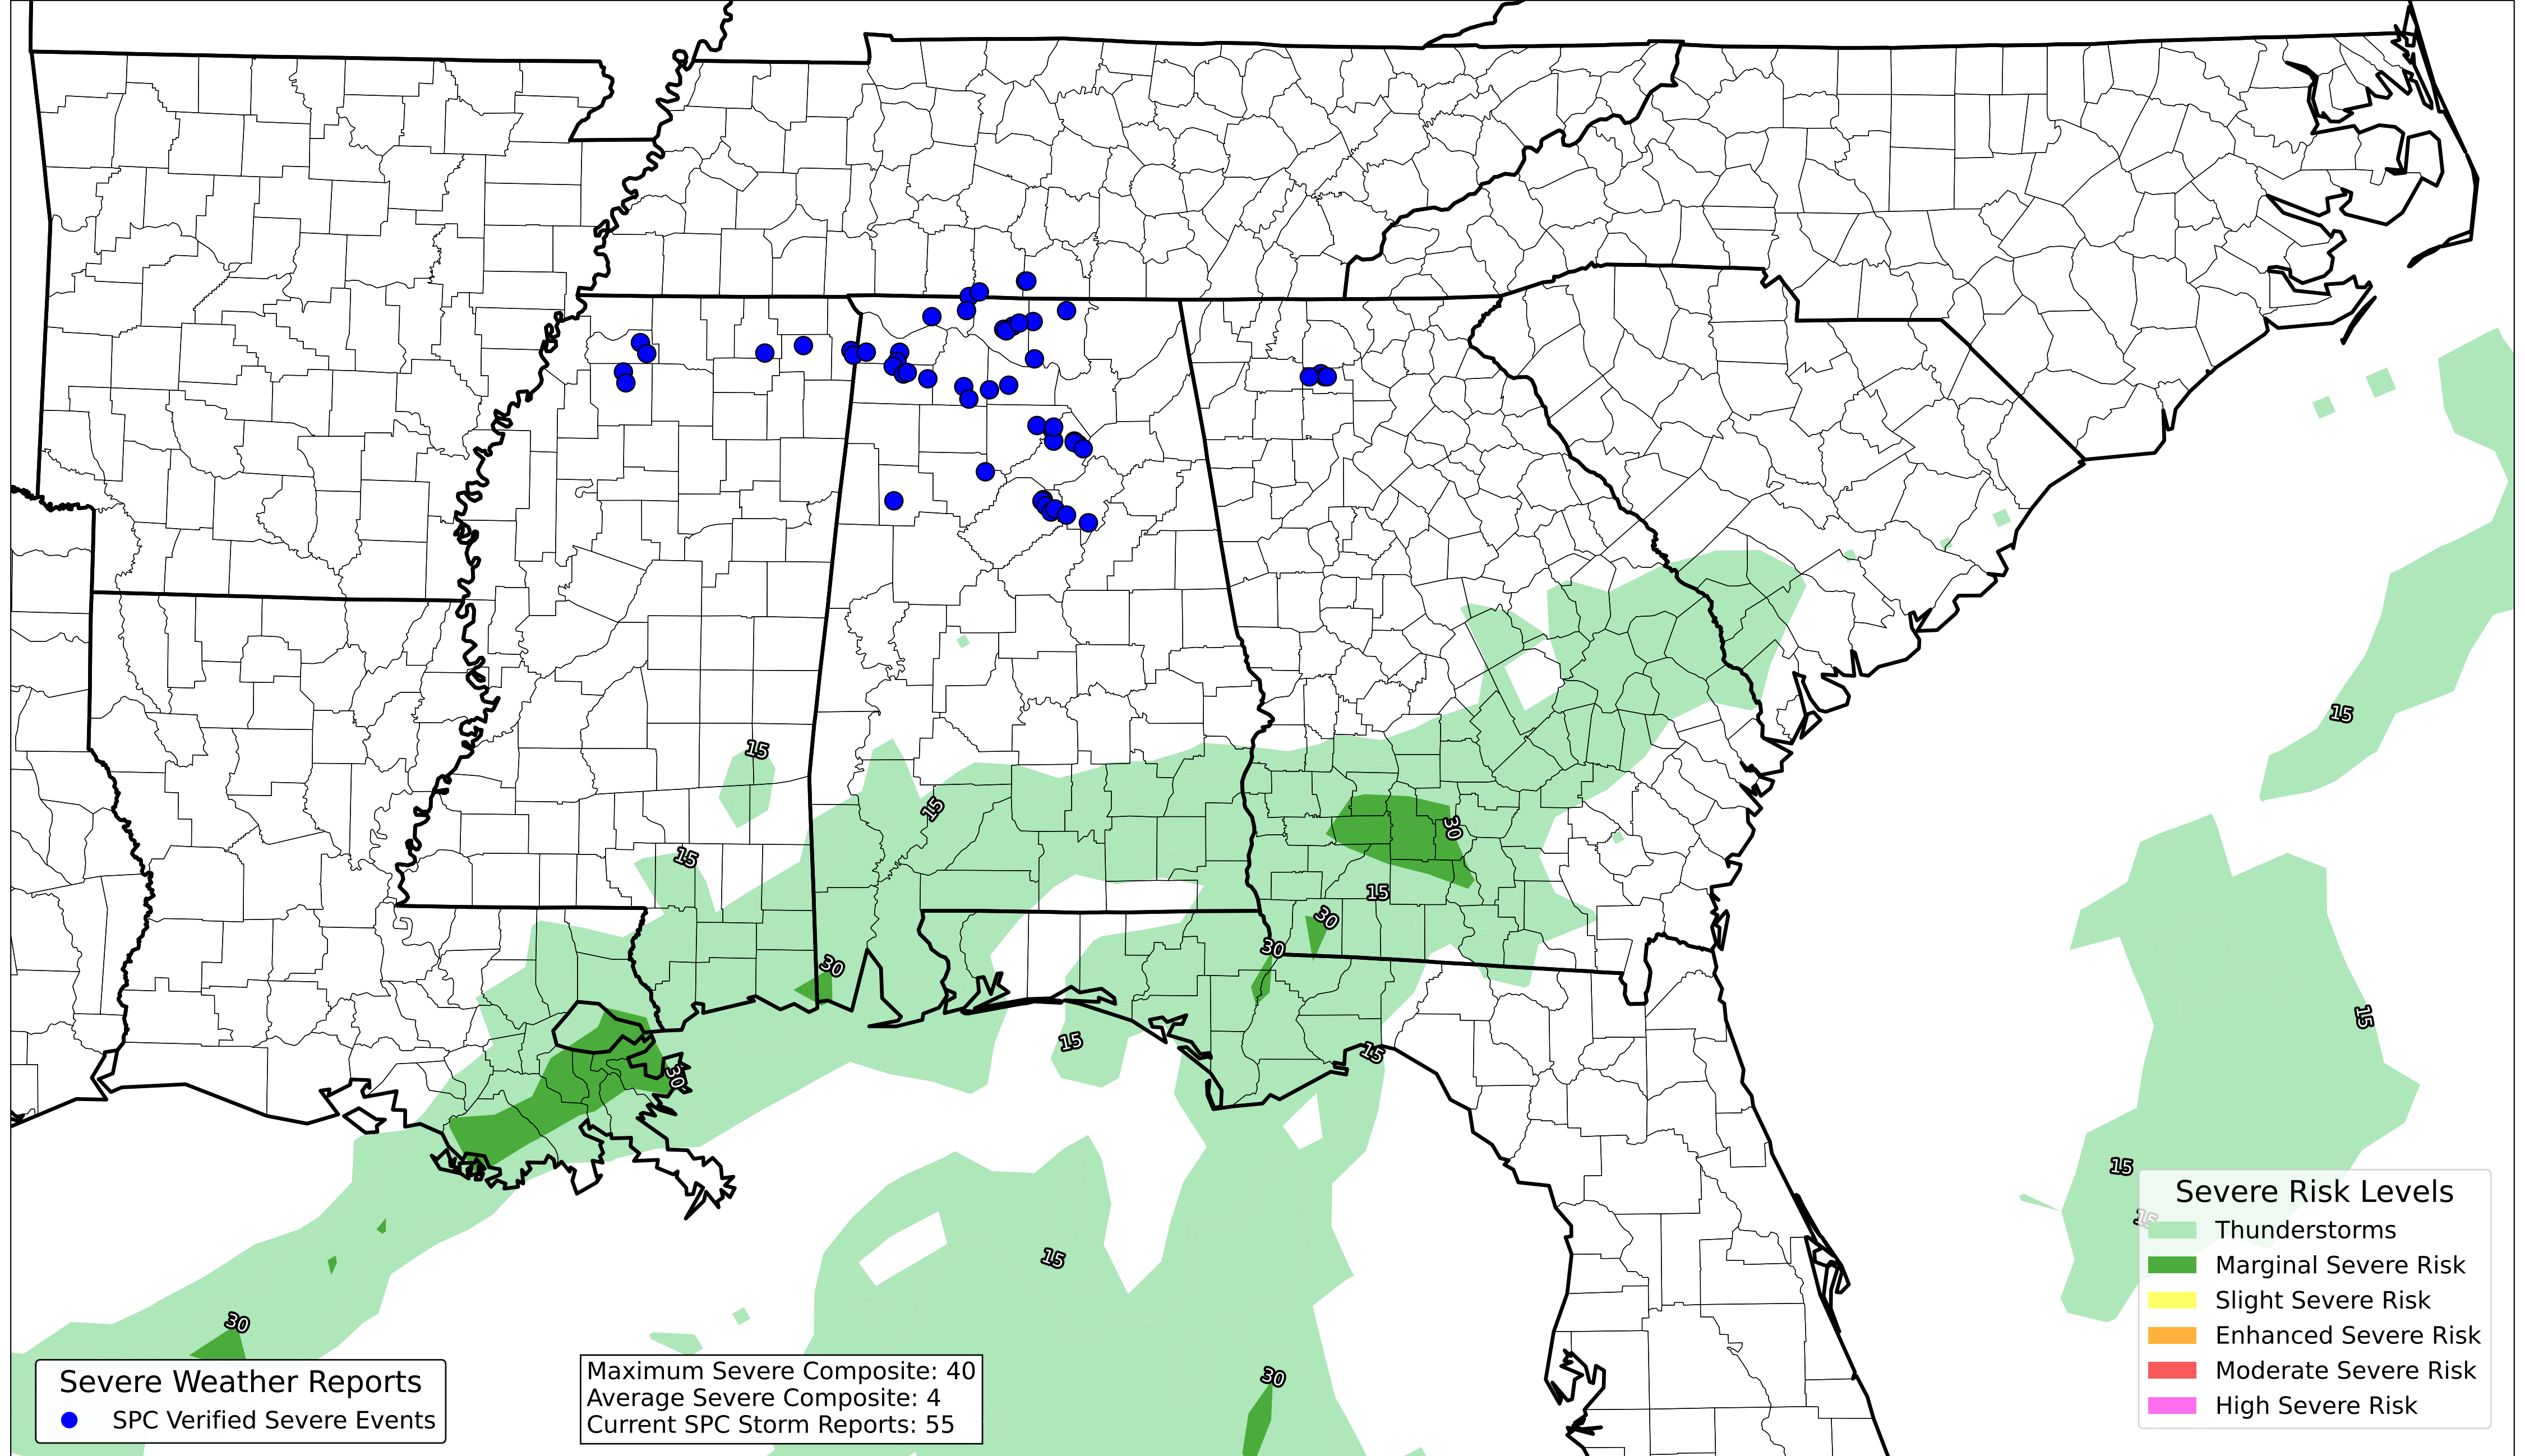 15
15
15
15
30
15
30
30
30
15
15
15
30
15
15
15
30
30
Severe Weather Reports
SPC Verified Severe Events
Maximum Severe Composite: 40
Average Severe Composite: 4
Current SPC Storm Reports: 55
15
Severe Risk Levels
Thunderstorms
Marginal Severe Risk
Slight Severe Risk
Enhanced Severe Risk
Moderate Severe Risk
High Severe Risk